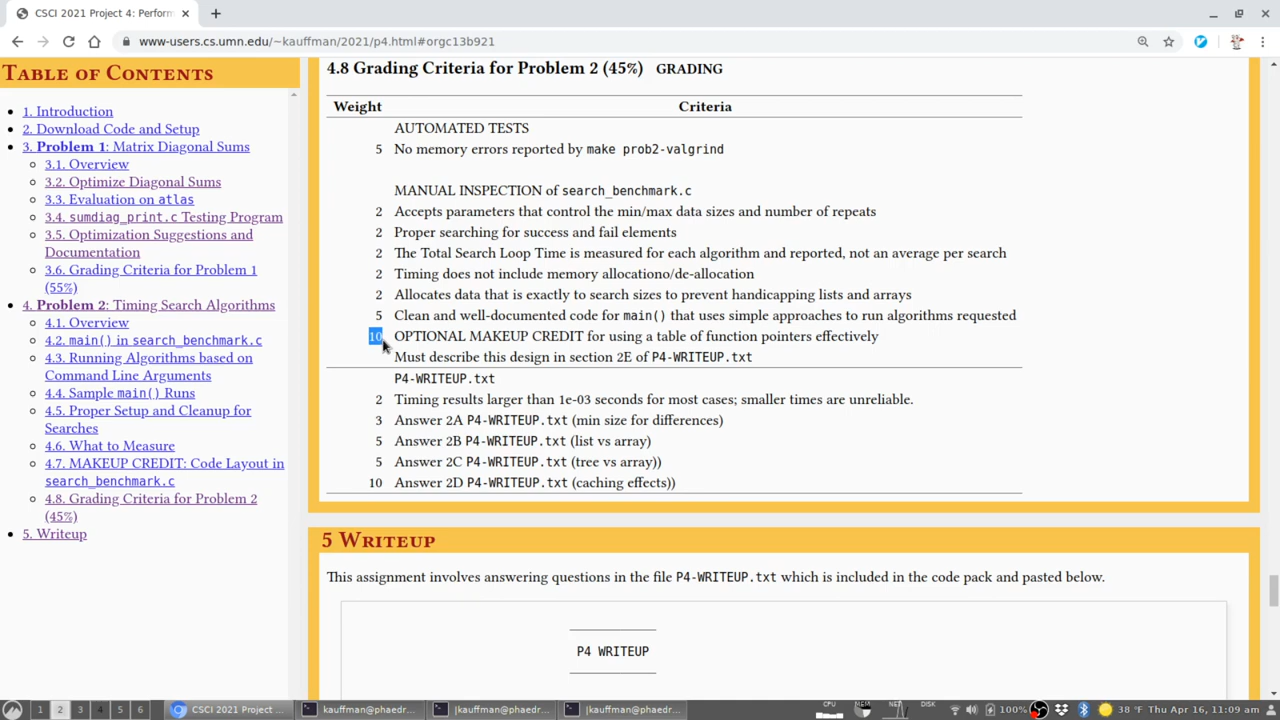 CSCI 2021 Project 4: Perform
www-users.cs.umn.edu/~kauffman/2021/p4.html#orgc13b921
Table of Contents
1. Introduction
2. Download Code and Setup
3. Problem 1: Matrix Diagonal Sums
3.1. Overview
3.2. Optimize Diagonal Sums
3.3. Evaluation on atlas
3.4. sumdiag_print.c Testing Program
3.5. Optimization Suggestions and
Documentation
3.6. Grading Criteria for Problem 1
(55%)
4. Problem 2: Timing Search Algorithms
4.1. Overview
4.2. main() in search_benchmark.c
4.3. Running Algorithms based on
Command Line Arguments
4.4. Sample main() Runs
4.5. Proper Setup and Cleanup for
Searches
4.6. What to Measure
4.7. MAKEUP CREDIT: Code Layout in
search_benchmark.c
4.8. Grading Criteria for Problem 2
(45%)
5. Writeup
4.8 Grading Criteria for Problem 2 (45%) GRADING
Weight Criteria
AUTOMATED TESTS
5 No memory errors reported by make prob2-valgrind
MANUAL INSPECTION of search_benchmark.c
2 Accepts parameters that control the min/max data sizes and number of repeats
2 Proper searching for success and fail elements
2 The Total Search Loop Time is measured for each algorithm and reported, not an average per search
2 Timing does not include memory allocationo/de-allocation
2 Allocates data that is exactly to search sizes to prevent handicapping lists and arrays
5 Clean and well-documented code for main() that uses simple approaches to run algorithms requested
10 OPTIONAL MAKEUP CREDIT for using a table of function pointers effectively
Must describe this design in section 2E of P4-WRITEUP.txt
P4-WRITEUP.txt
2 Timing results larger than 1e-03 seconds for most cases; smaller times are unreliable.
3 Answer 2A P4-WRITEUP.txt (min size for differences)
5 Answer 2B P4-WRITEUP.txt (list vs array)
5 Answer 2C P4-WRITEUP.txt (tree vs array))
10 Answer 2D P4-WRITEUP.txt (caching effects))
5 Writeup
This assignment involves answering questions in the file P4-WRITEUP.txt which is included in the code pack and pasted below.
P4 WRITEUP
1 2 3 4 5 6 CSCI 2021 Project ... kauffman@phaedr... |kauffman@phaedr... |kauffman@phaedr... CPU MEM NET DISK 100% 38 °F Thu Apr 16, 11:09 am